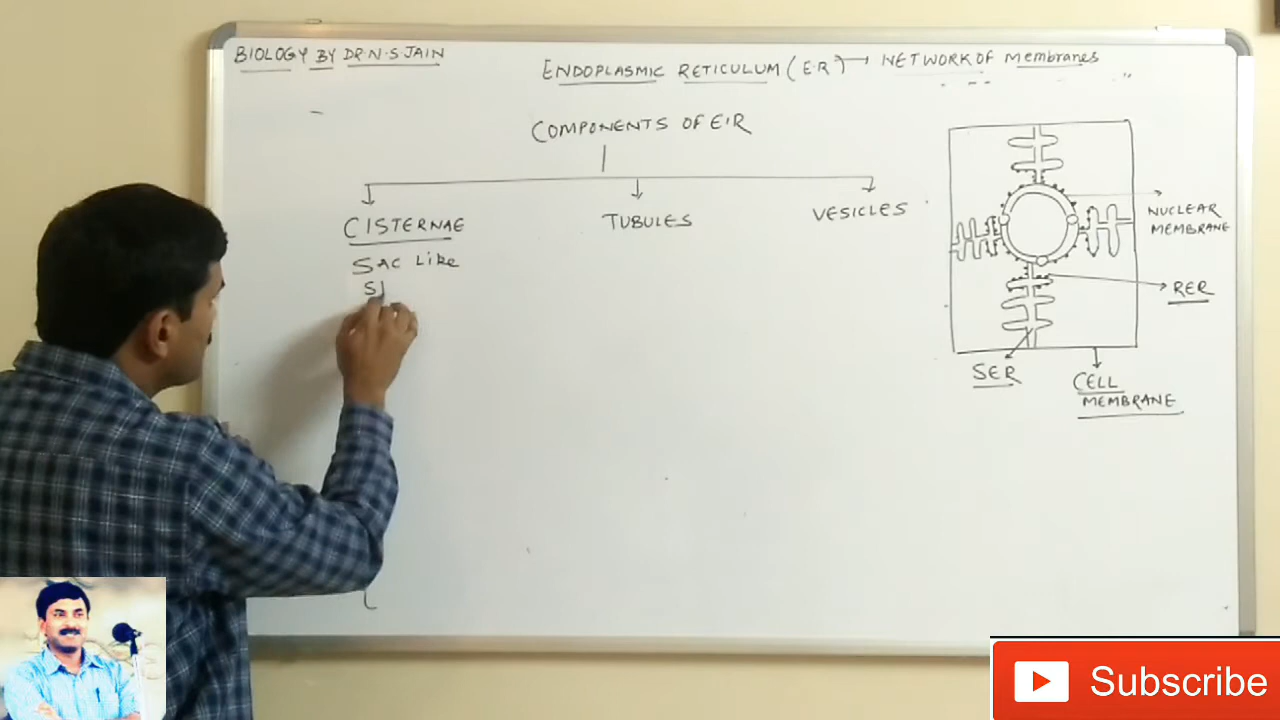 BIOLOGY BY DR.N.S.JAIN
ENDOPLASMIC RETICULUM (E.R) → NETWORK OF Membranes
COMPONENTS OF E.R
CISTERNAE
TUBULES
VESICLES
SAC Like
NUCLEAR
MEMBRANE
RER
SER
CELL
MEMBRANE
Subscribe